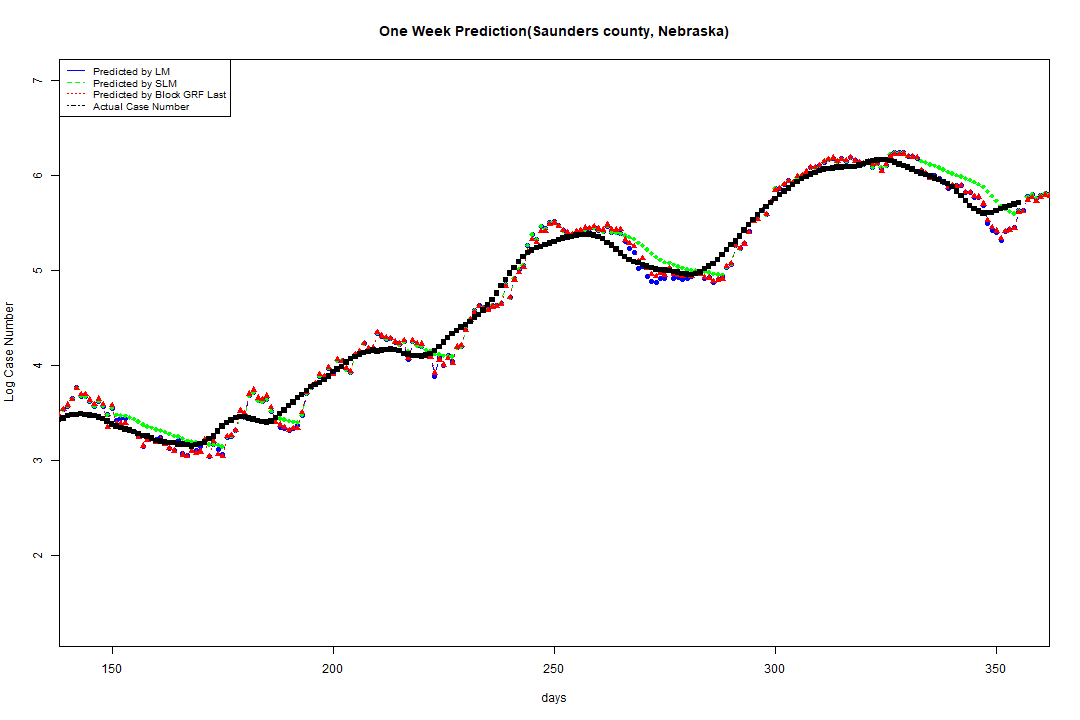 One Week Prediction(Saunders county, Nebraska)
Predicted by LM
Predicted by SLM
Predicted by Block GRF Last
Actual Case Number
Log Case Number
7
6
5
4
3
2
150 200 250 300 350
days